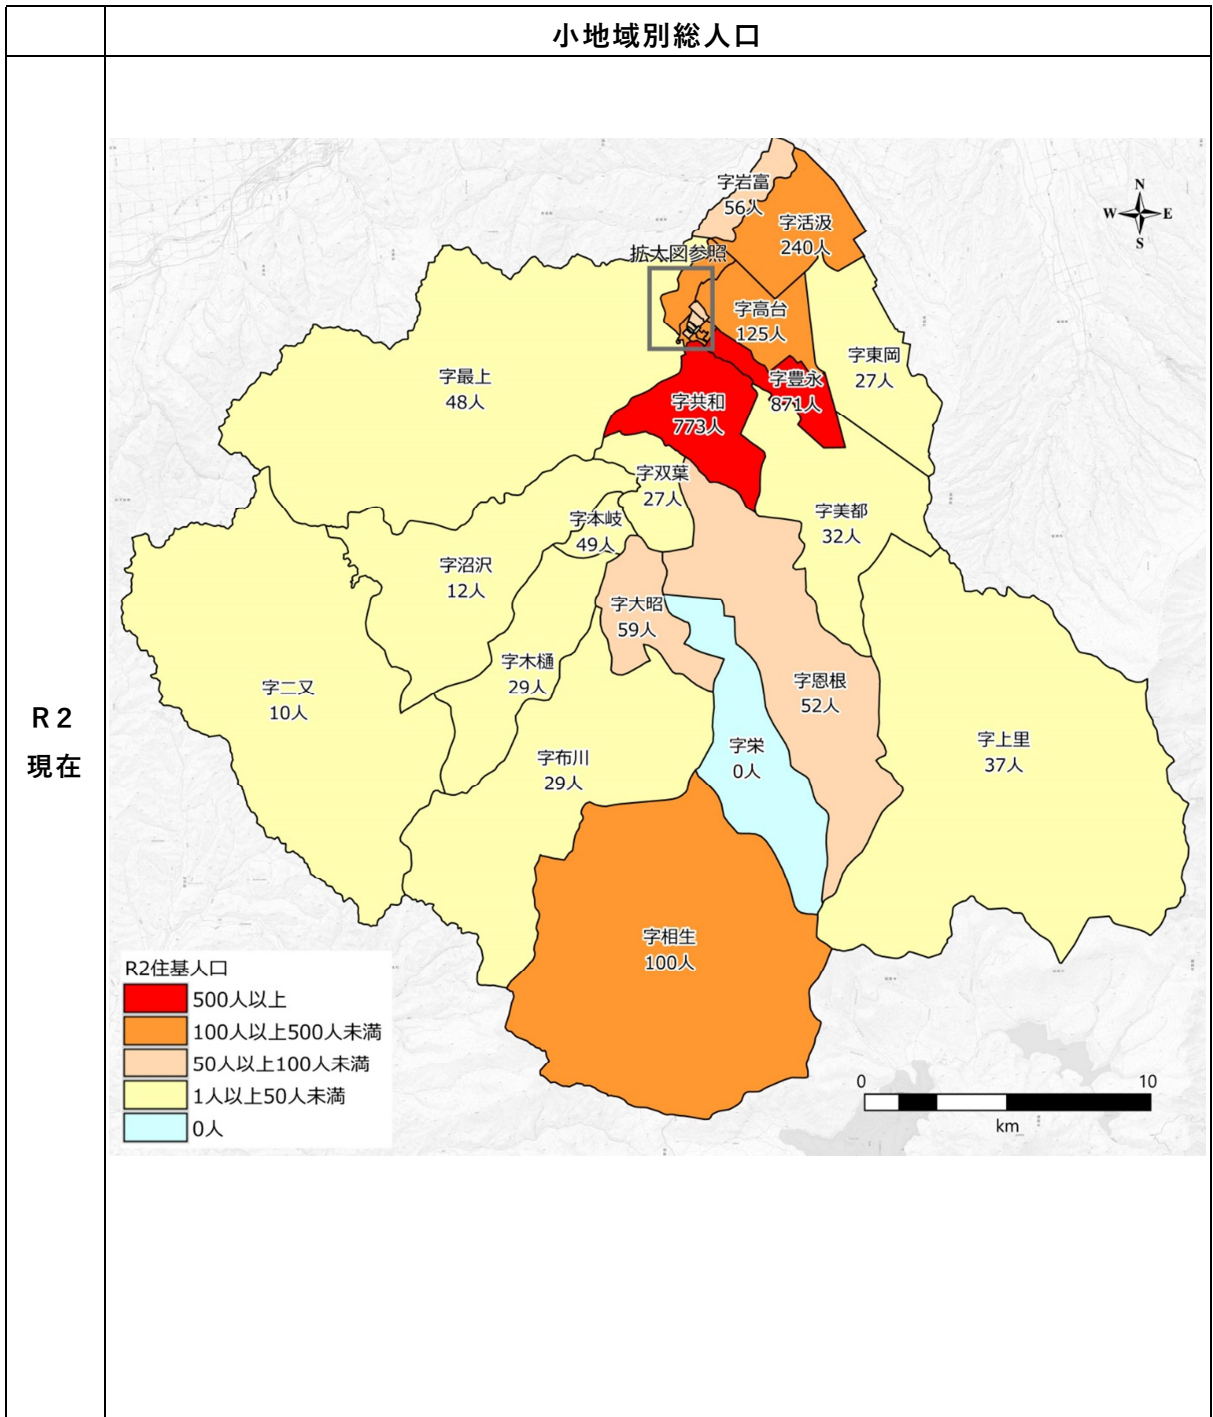 小地域別総人口
R2
現在
字岩富
56人
字活汲
240人
拡大図参照
字高台
125人
字東岡
27人
字豊永
871人
字最上
48人
字共和
773人
字双葉
27人
字本岐
49人
字美都
32人
字沼沢
12人
字大昭
59人
字木樋
29人
字恩根
52人
字二又
10人
字布川
29人
字栄
0人
字上里
37人
字相生
100人
N
W
E
S
R2住基人口
500人以上
100人以上500人未満
50人以上100人未満
1人以上50人未満
0人
0
10
km